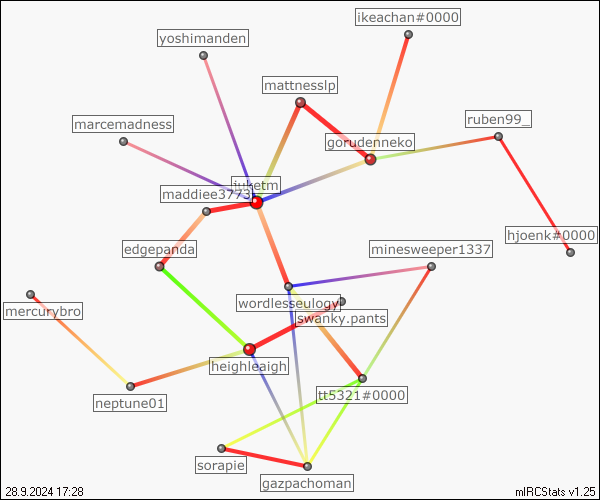 ikeachan#0000
yoshimanden
mattnesslp
ruben99_
marcemadness
gorudenneko
juketm
maddiee3773
hjoenk#0000
edgepanda
minesweeper1337
wordlesseulogy
mercurybro
swanky.pants
heighleaigh
tt5321#0000
neptune01
sorapie
gazpachoman
28.9.2024 17:28
mIRCStats v1.25